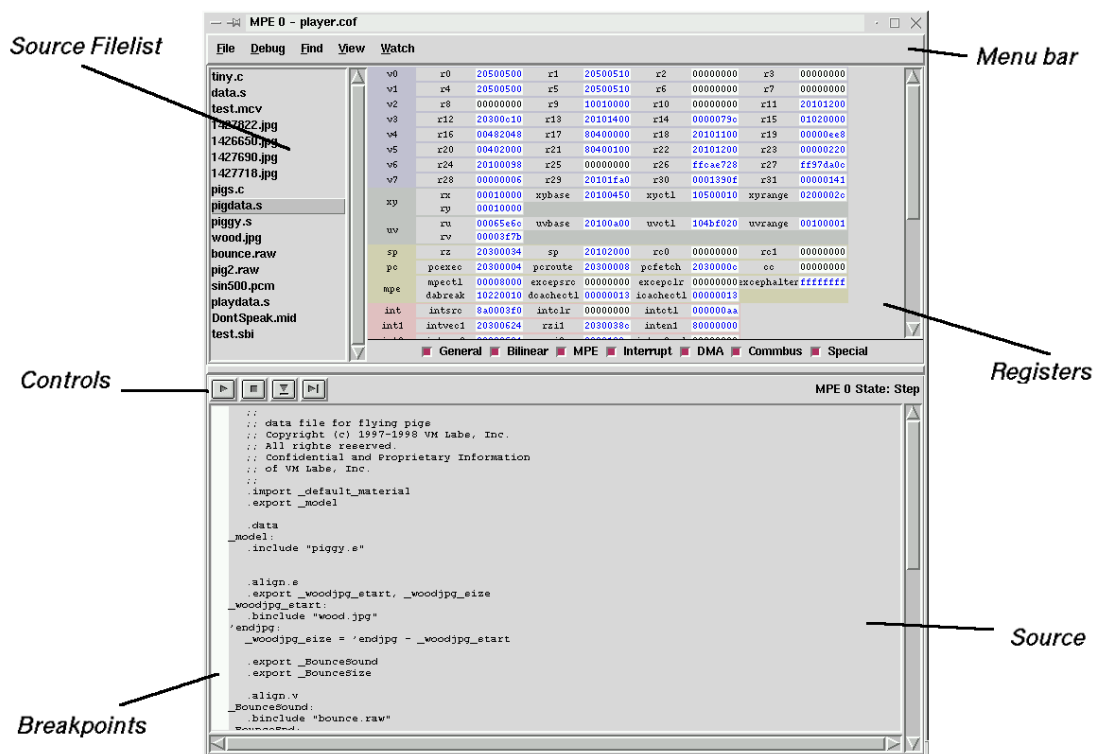 MPE 0 - player.cof
Source Filelist
File Debug Find View Watch
Menu bar
tiny.c
data.s
test.mcv
1427822.jpg
1426650.jpg
1427690.jpg
1427718.jpg
pigs.c
pigdata.s
piggy.s
wood.jpg
bounce.raw
pig2.raw
sin500.pcm
playdata.s
DontSpeak.mid
test.sbi
v0 r0 20500500 r1 20500510 r2 00000000 r3 00000000
v1 r4 20500500 r5 20500510 r6 00000000 r7 00000000
v2 r8 00000000 r9 10010000 r10 00000000 r11 20101200
v3 r12 20300c10 r13 20101400 r14 0000079c r15 01020000
v4 r16 00482048 r17 80400000 r18 20101100 r19 00000ee8
v5 r20 00402000 r21 80400100 r22 20101200 r23 00000220
v6 r24 20100098 r25 00000000 r26 ffcae728 r27 ff97da0c
v7 r28 00000006 r29 20101fa0 r30 0001390f r31 00000141
xy rx 00010000 xybase 20100450 xyctl 10500010 xyrange 0200002c
ry 00010000
uv ru 00065e6c uvbase 20100a00 uvctl 104bf020 uvrange 00100001
rv 00003f7b
sp rz 20300034 sp 20102000 rc0 00000000 rc1 00000000
pc pcexec 20300004 pcroute 20300008 pcfetch 2030000c cc 00000000
mpe mpectl 00008000 excepsrc 00000000 excepclr 00000000 excephalten ffffffff
dabreak 10220010 dcachectl 00000013 icachectl 00000013
int intsrc 8a0003f0 intclr 00000000 intctl 000000aa
int1 intvec1 20300624 rzi1 2030038c inten1 80000000
General Bilinear MPE Interrupt DMA Commbus Special
Registers
Controls
MPE 0 State: Step
;;
;; data file for flying pigs
;; Copyright (c) 1997-1998 VM Labs, Inc.
;; All rights reserved.
;; Confidential and Proprietary Information
;; of VM Labs, Inc.
;;
.import _default_material
.export _model
.data
_model:
.include "piggy.s"
.align.s
.export _woodjpg_start, _woodjpg_size
_woodjpg_start:
.binclude "wood.jpg"
'endjpg:
_woodjpg_size = 'endjpg - _woodjpg_start
.export _BounceSound
.export _BounceSize
.align.v
_BounceSound:
.binclude "bounce.raw"
_BounceEnd:
Source
Breakpoints